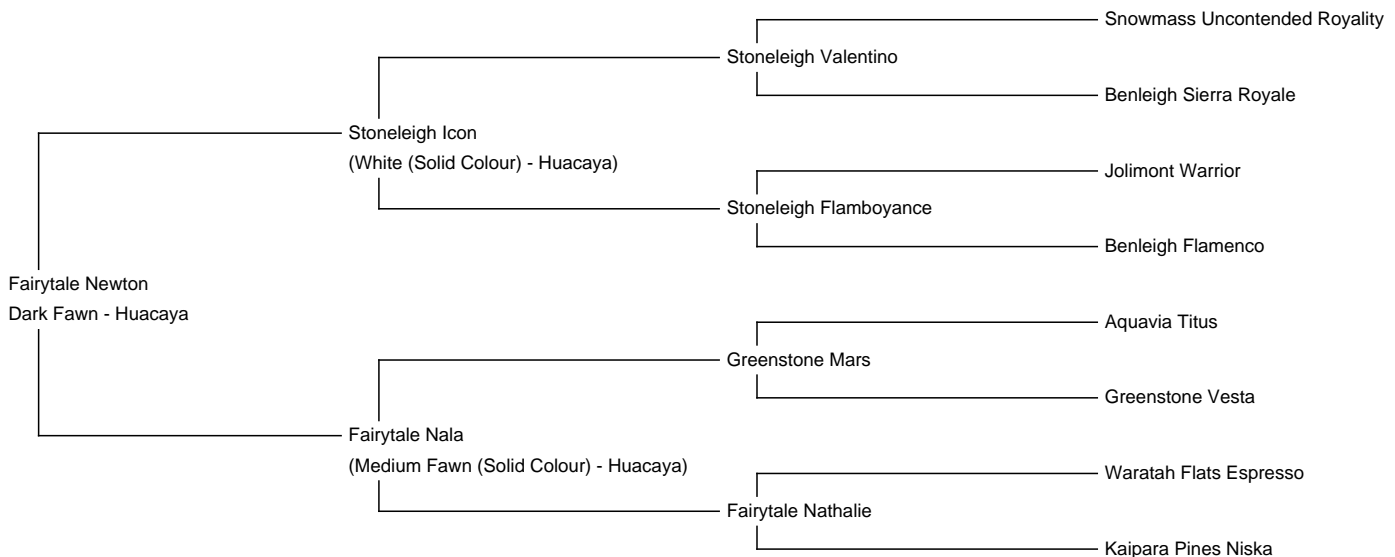 Snowmass Uncontended Royality
Stoneleigh Valentino
Benleigh Sierra Royale
Stoneleigh Icon
(White (Solid Colour) - Huacaya)
Jolimont Warrior
Stoneleigh Flamboyance
Benleigh Flamenco
Fairytale Newton
Dark Fawn - Huacaya
Aquavia Titus
Greenstone Mars
Greenstone Vesta
Fairytale Nala
(Medium Fawn (Solid Colour) - Huacaya)
Waratah Flats Espresso
Fairytale Nathalie
Kaipara Pines Niska